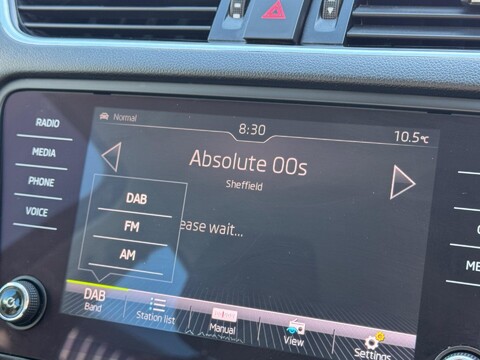 Normal
8:30
10.5°C
RADIO
MEDIA
PHONE
VOICE
Absolute 00s
Sheffield
ease wait...
DAB
FM
AM
DAB
Band
Station list
Manual
View
Settings
ME